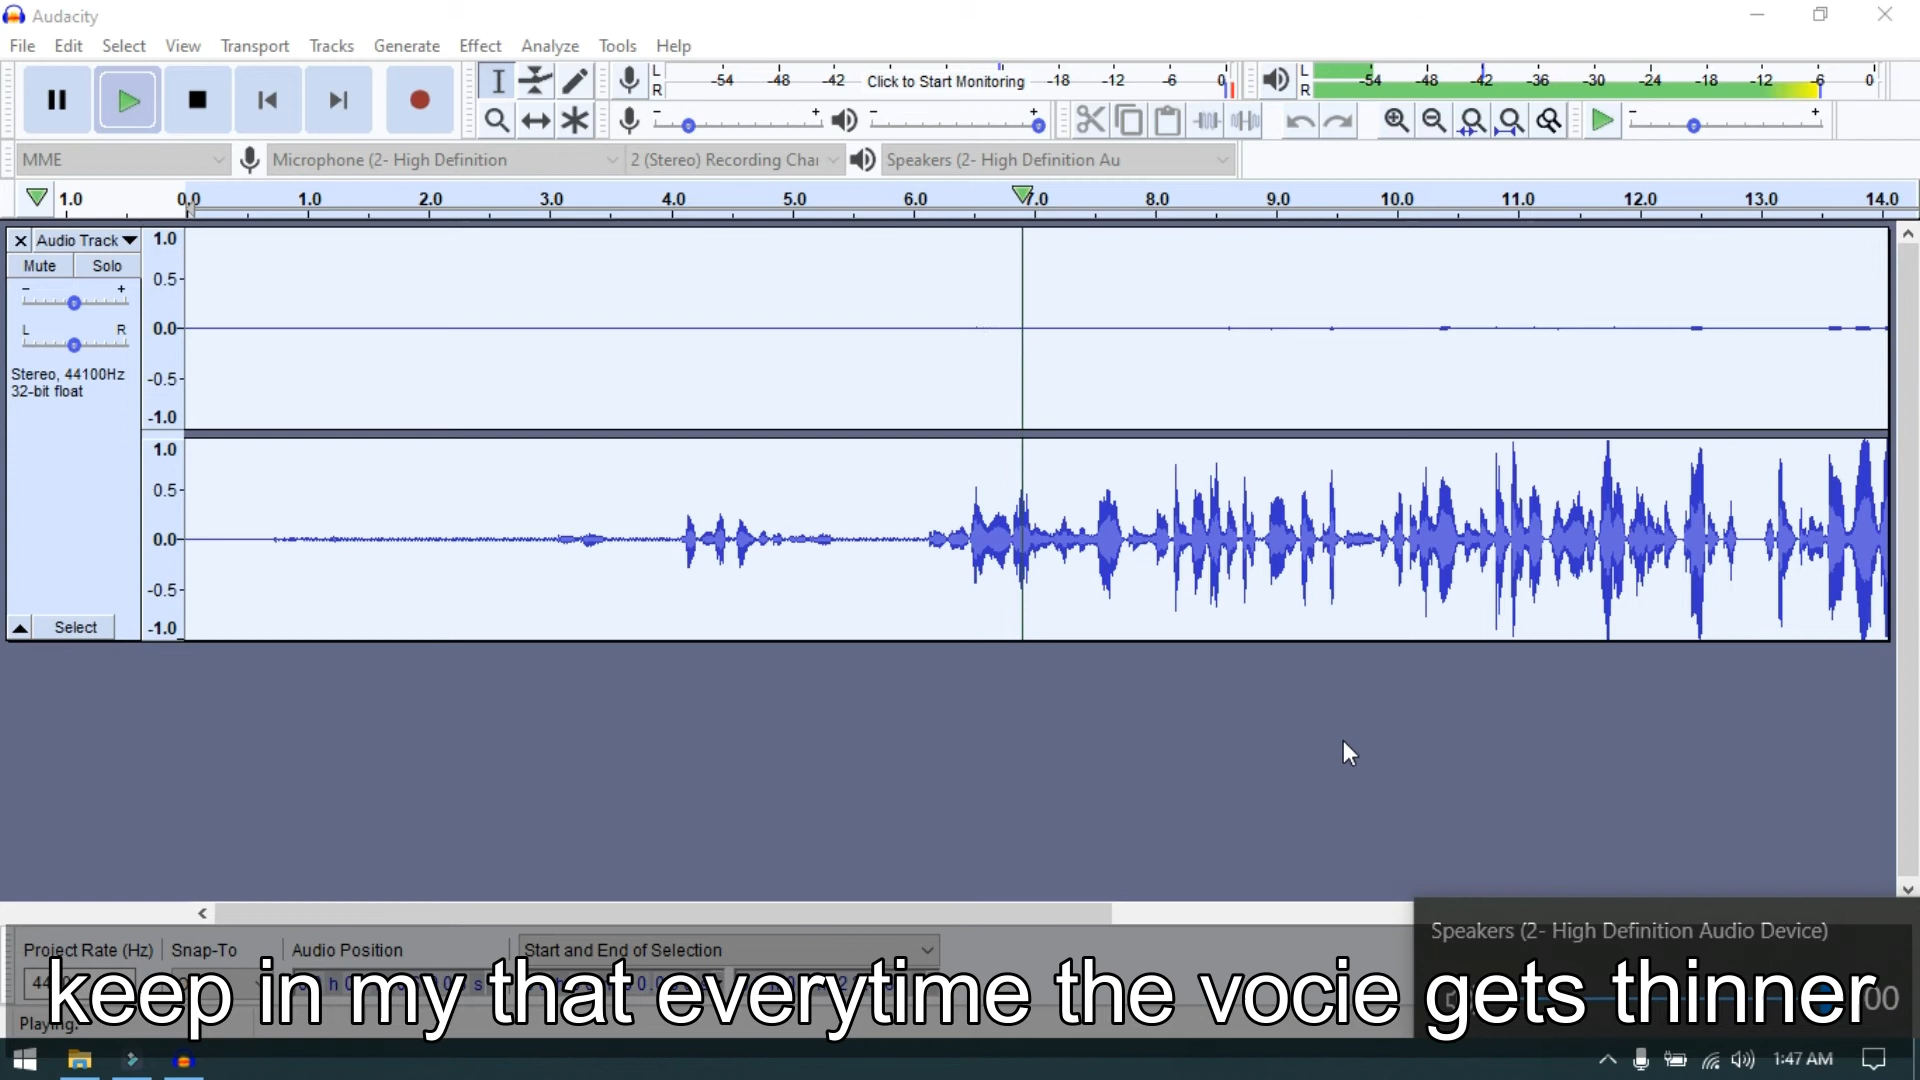 Audacity
File Edit Select View Transport Tracks Generate Effect Analyze Tools Help
L R -54 -48 -42 Click to Start Monitoring -18 -12 -6 0
L R -54 -48 -42 -36 -30 -24 -18 -12 -6 0
MME Microphone (2- High Definition 2 (Stereo) Recording Chai Speakers (2- High Definition Au
1.0 0.0 1.0 2.0 3.0 4.0 5.0 6.0 7.0 8.0 9.0 10.0 11.0 12.0 13.0 14.0
Audio Track
Mute Solo
- +
L R
Stereo, 44100Hz
32-bit float
1.0
0.5
0.0
-0.5
-1.0
1.0
0.5
0.0
-0.5
-1.0
Select
Speakers (2- High Definition Audio Device)
Project Rate (Hz) Snap-To Audio Position Start and End of Selection
keep in my that everytime the vocie gets thinner
Playing.
1:47 AM